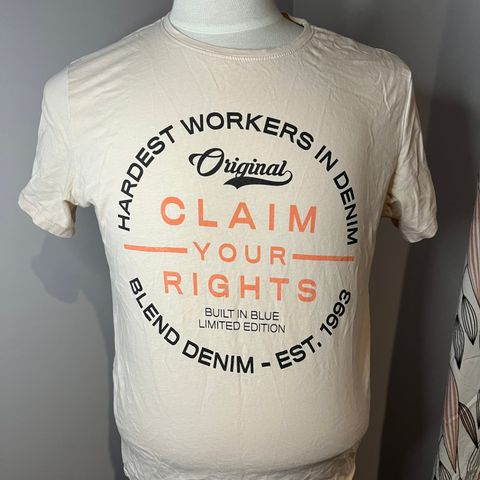 HARDEST WORKERS IN DENIM
Original
CLAIM
YOUR
RIGHTS
BUILT IN BLUE
LIMITED EDITION
BLEND DENIM - EST. 1993